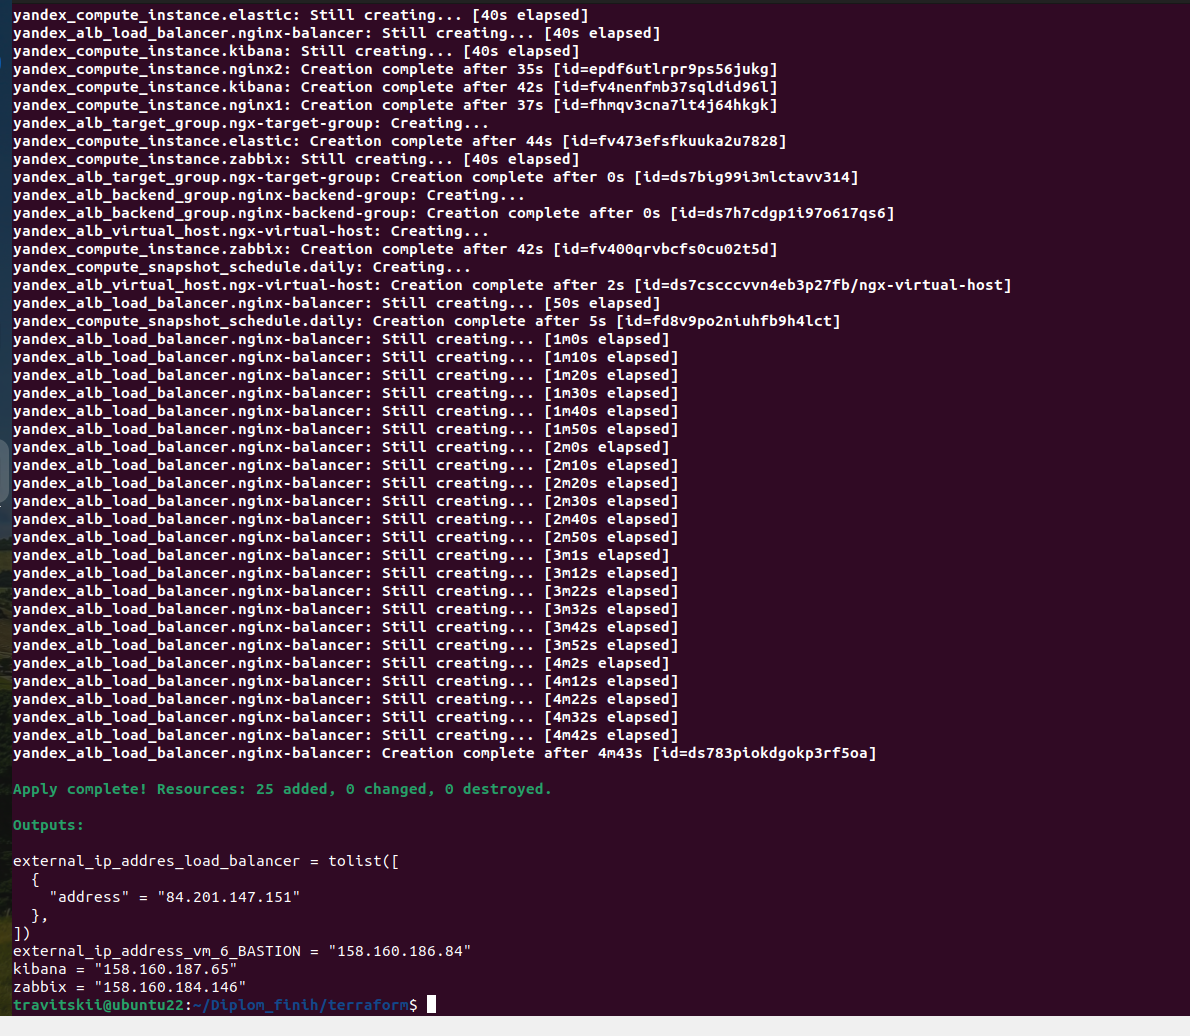 yandex_compute_instance.elastic: Still creating... [40s elapsed]
yandex_alb_load_balancer.nginx-balancer: Still creating... [40s elapsed]
yandex_compute_instance.kibana: Still creating... [40s elapsed]
yandex_compute_instance.nginx2: Creation complete after 35s [id=epdf6utlrpr9ps56jukg]
yandex_compute_instance.kibana: Creation complete after 42s [id=fv4nenfmb37sqldid96l]
yandex_compute_instance.nginx1: Creation complete after 37s [id=fhmqv3cna7lt4j64hkgk]
yandex_alb_target_group.ngx-target-group: Creating...
yandex_compute_instance.elastic: Creation complete after 44s [id=fv473efsfkuuka2u7828]
yandex_compute_instance.zabbix: Still creating... [40s elapsed]
yandex_alb_target_group.ngx-target-group: Creation complete after 0s [id=ds7big99i3mlctavv314]
yandex_alb_backend_group.nginx-backend-group: Creating...
yandex_alb_backend_group.nginx-backend-group: Creation complete after 0s [id=ds7h7cdgp1i97o617qs6]
yandex_alb_virtual_host.ngx-virtual-host: Creating...
yandex_compute_instance.zabbix: Creation complete after 42s [id=fv400qrvbcfs0cu02t5d]
yandex_compute_snapshot_schedule.daily: Creating...
yandex_alb_virtual_host.ngx-virtual-host: Creation complete after 2s [id=ds7cscccvvn4eb3p27fb/ngx-virtual-host]
yandex_alb_load_balancer.nginx-balancer: Still creating... [50s elapsed]
yandex_compute_snapshot_schedule.daily: Creation complete after 5s [id=fd8v9po2niuhfb9h4lct]
yandex_alb_load_balancer.nginx-balancer: Still creating... [1m0s elapsed]
yandex_alb_load_balancer.nginx-balancer: Still creating... [1m10s elapsed]
yandex_alb_load_balancer.nginx-balancer: Still creating... [1m20s elapsed]
yandex_alb_load_balancer.nginx-balancer: Still creating... [1m30s elapsed]
yandex_alb_load_balancer.nginx-balancer: Still creating... [1m40s elapsed]
yandex_alb_load_balancer.nginx-balancer: Still creating... [1m50s elapsed]
yandex_alb_load_balancer.nginx-balancer: Still creating... [2m0s elapsed]
yandex_alb_load_balancer.nginx-balancer: Still creating... [2m10s elapsed]
yandex_alb_load_balancer.nginx-balancer: Still creating... [2m20s elapsed]
yandex_alb_load_balancer.nginx-balancer: Still creating... [2m30s elapsed]
yandex_alb_load_balancer.nginx-balancer: Still creating... [2m40s elapsed]
yandex_alb_load_balancer.nginx-balancer: Still creating... [2m50s elapsed]
yandex_alb_load_balancer.nginx-balancer: Still creating... [3m1s elapsed]
yandex_alb_load_balancer.nginx-balancer: Still creating... [3m12s elapsed]
yandex_alb_load_balancer.nginx-balancer: Still creating... [3m22s elapsed]
yandex_alb_load_balancer.nginx-balancer: Still creating... [3m32s elapsed]
yandex_alb_load_balancer.nginx-balancer: Still creating... [3m42s elapsed]
yandex_alb_load_balancer.nginx-balancer: Still creating... [3m52s elapsed]
yandex_alb_load_balancer.nginx-balancer: Still creating... [4m2s elapsed]
yandex_alb_load_balancer.nginx-balancer: Still creating... [4m12s elapsed]
yandex_alb_load_balancer.nginx-balancer: Still creating... [4m22s elapsed]
yandex_alb_load_balancer.nginx-balancer: Still creating... [4m32s elapsed]
yandex_alb_load_balancer.nginx-balancer: Still creating... [4m42s elapsed]
yandex_alb_load_balancer.nginx-balancer: Creation complete after 4m43s [id=ds783piokdgokp3rf5oa]
Apply complete! Resources: 25 added, 0 changed, 0 destroyed.
Outputs:
external_ip_addres_load_balancer = tolist([
  {
    "address" = "84.201.147.151"
  },
])
external_ip_address_vm_6_BASTION = "158.160.186.84"
kibana = "158.160.187.65"
zabbix = "158.160.184.146"
travitskii@ubuntu22:~/Diplom_finih/terraform$